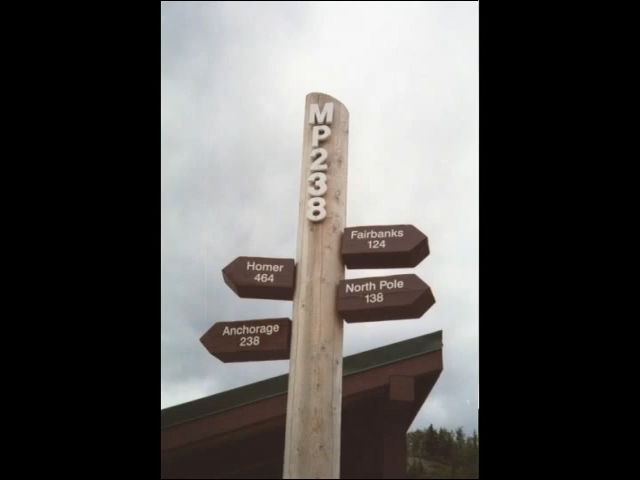 MP238
Fairbanks
124
Homer
464
North Pole
138
Anchorage
238